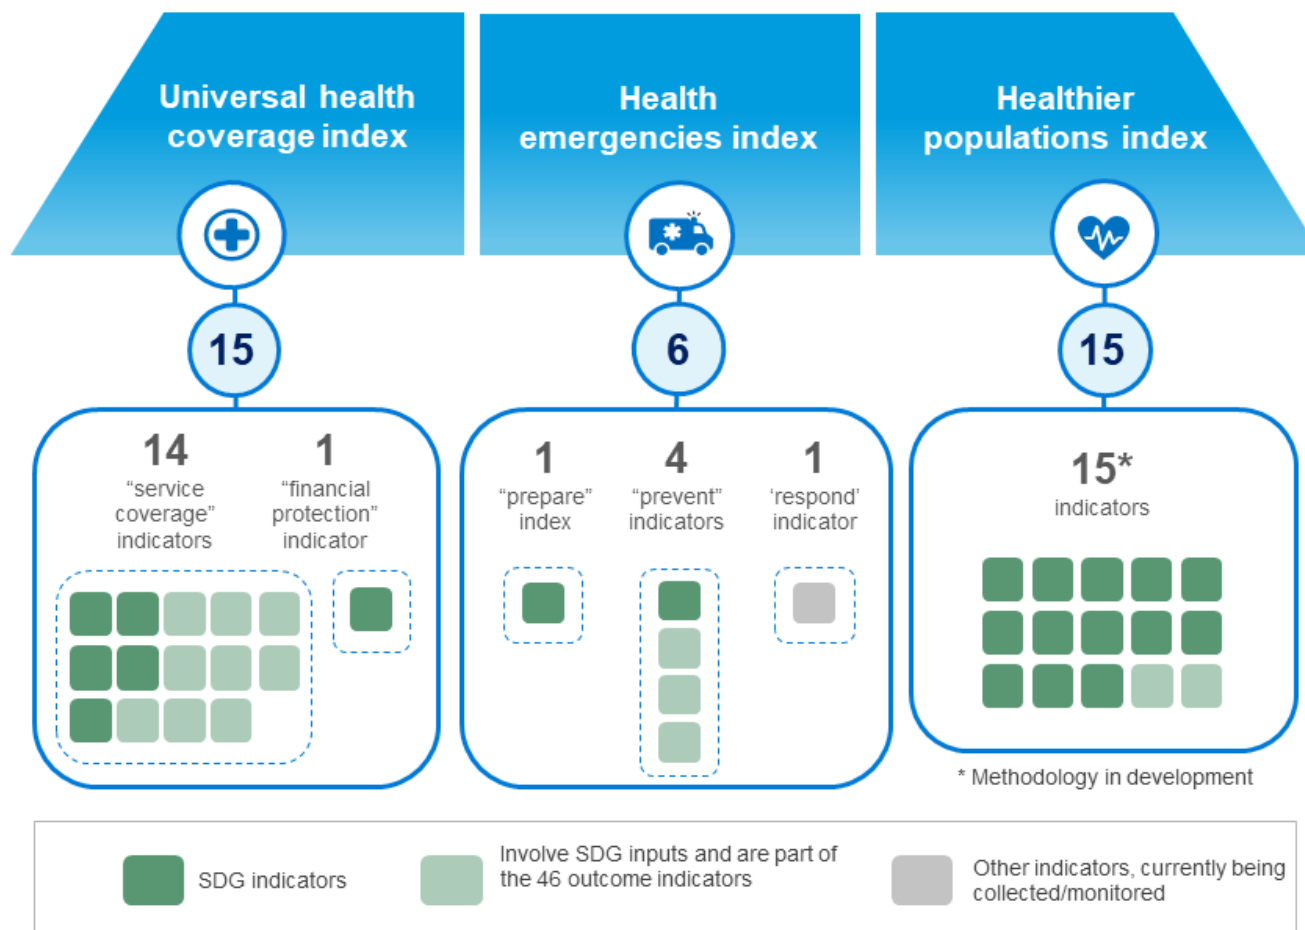 Universal health
coverage index
Health
emergencies index
Healthier
populations index
15
6
15
14
“service
coverage”
indicators
1
“financial
protection”
indicator
1
“prepare”
index
4
“prevent”
indicators
1
‘respond’
indicator
15*
indicators
* Methodology in development
SDG indicators
Involve SDG inputs and are part of
the 46 outcome indicators
Other indicators, currently being
collected/monitored